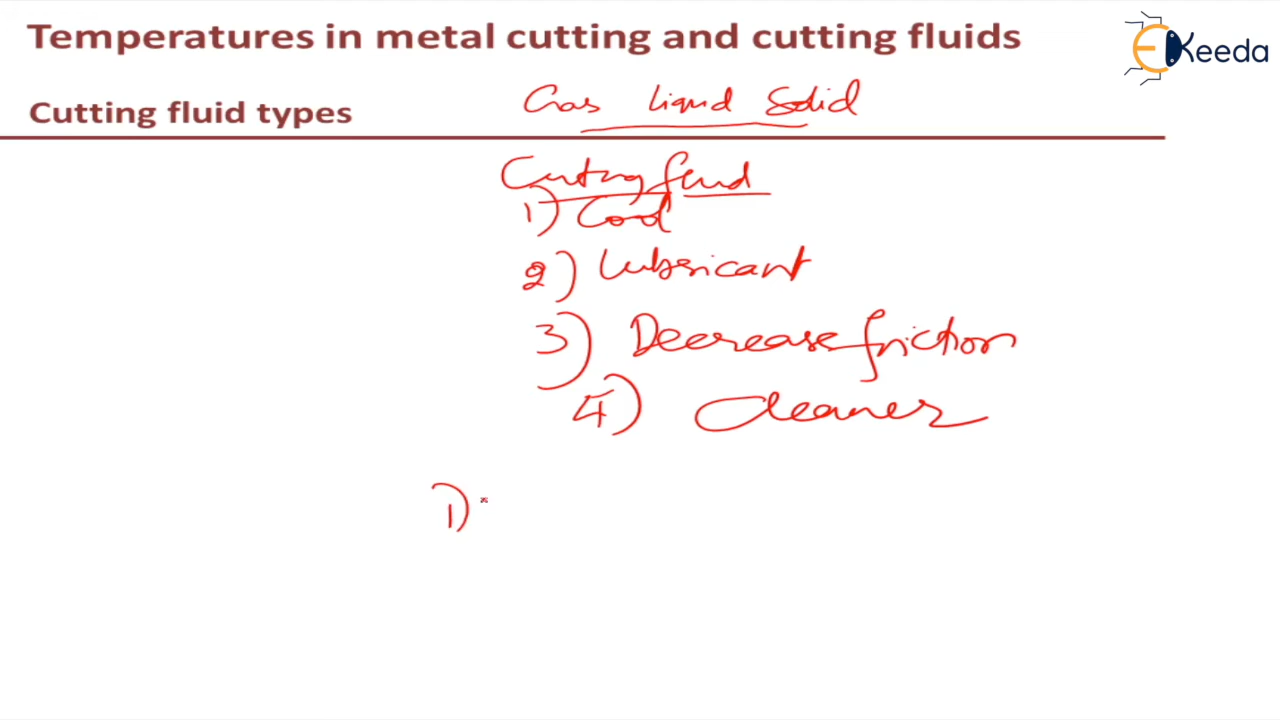 Temperatures in metal cutting and cutting fluids
EKeeda
Cutting fluid types
Gas Liquid Solid
Cutting fluid
1) Cool
2) Lubricant
3) Decrease friction
4) Cleaner
1)